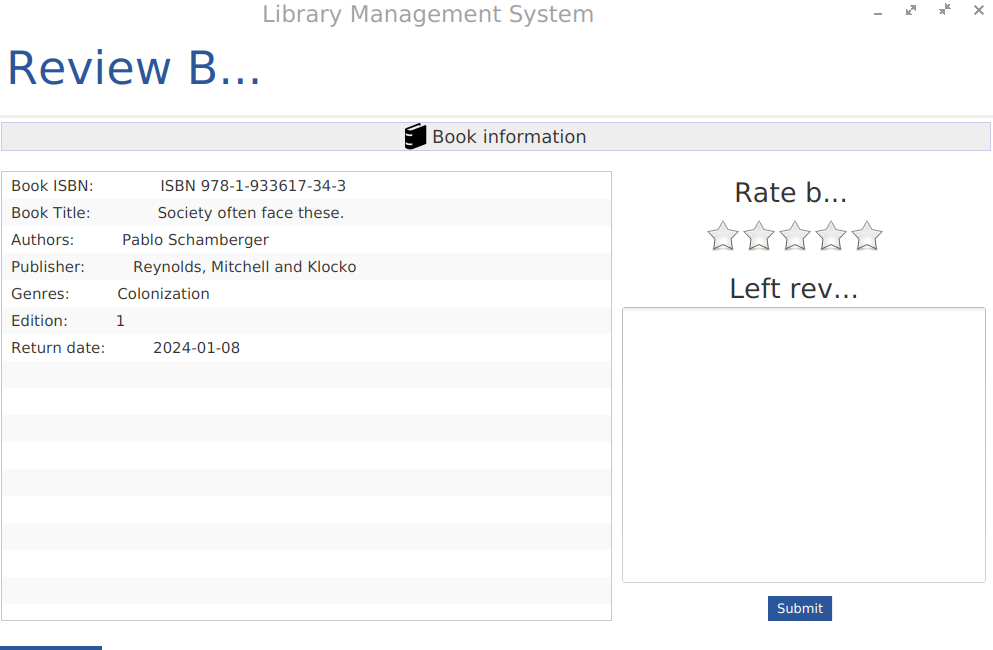 Library Management System
Review B...
Book information
Book ISBN: ISBN 978-1-933617-34-3
Book Title: Society often face these.
Authors: Pablo Schamberger
Publisher: Reynolds, Mitchell and Klocko
Genres: Colonization
Edition: 1
Return date: 2024-01-08
Rate b...
Left rev...
Submit